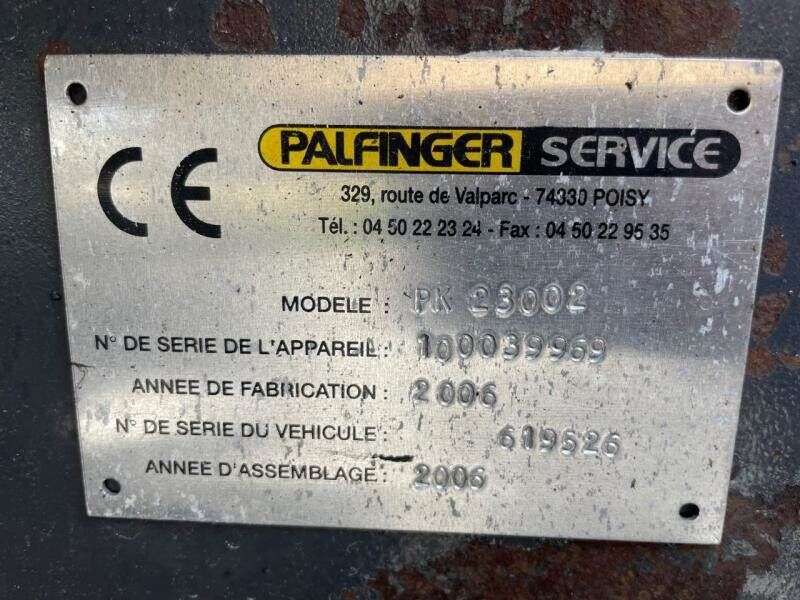 CE
PALFINGER SERVICE
329, route de Valparc - 74330 POISY
Tél. : 04 50 22 23 24 - Fax : 04 50 22 95 35
MODELE : PK 23002
N° DE SERIE DE L'APPAREIL : 100039969
ANNEE DE FABRICATION : 2006
N° DE SERIE DU VEHICULE : 619526
ANNEE D'ASSEMBLAGE : 2006